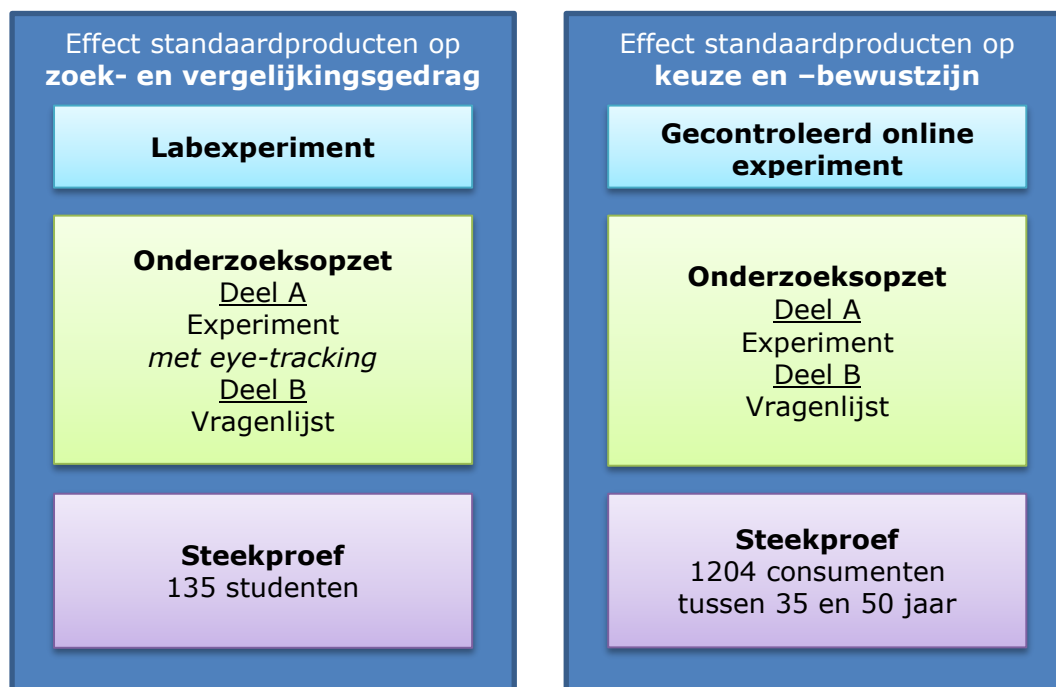 Effect standaardproducten op
zoek- en vergelijkingsgedrag
Labexperiment
Onderzoeksopzet
Deel A
Experiment
met eye-tracking
Deel B
Vragenlijst
Steekproef
135 studenten
Effect standaardproducten op
keuze en –bewustzijn
Gecontroleerd online
experiment
Onderzoeksopzet
Deel A
Experiment
Deel B
Vragenlijst
Steekproef
1204 consumenten
tussen 35 en 50 jaar